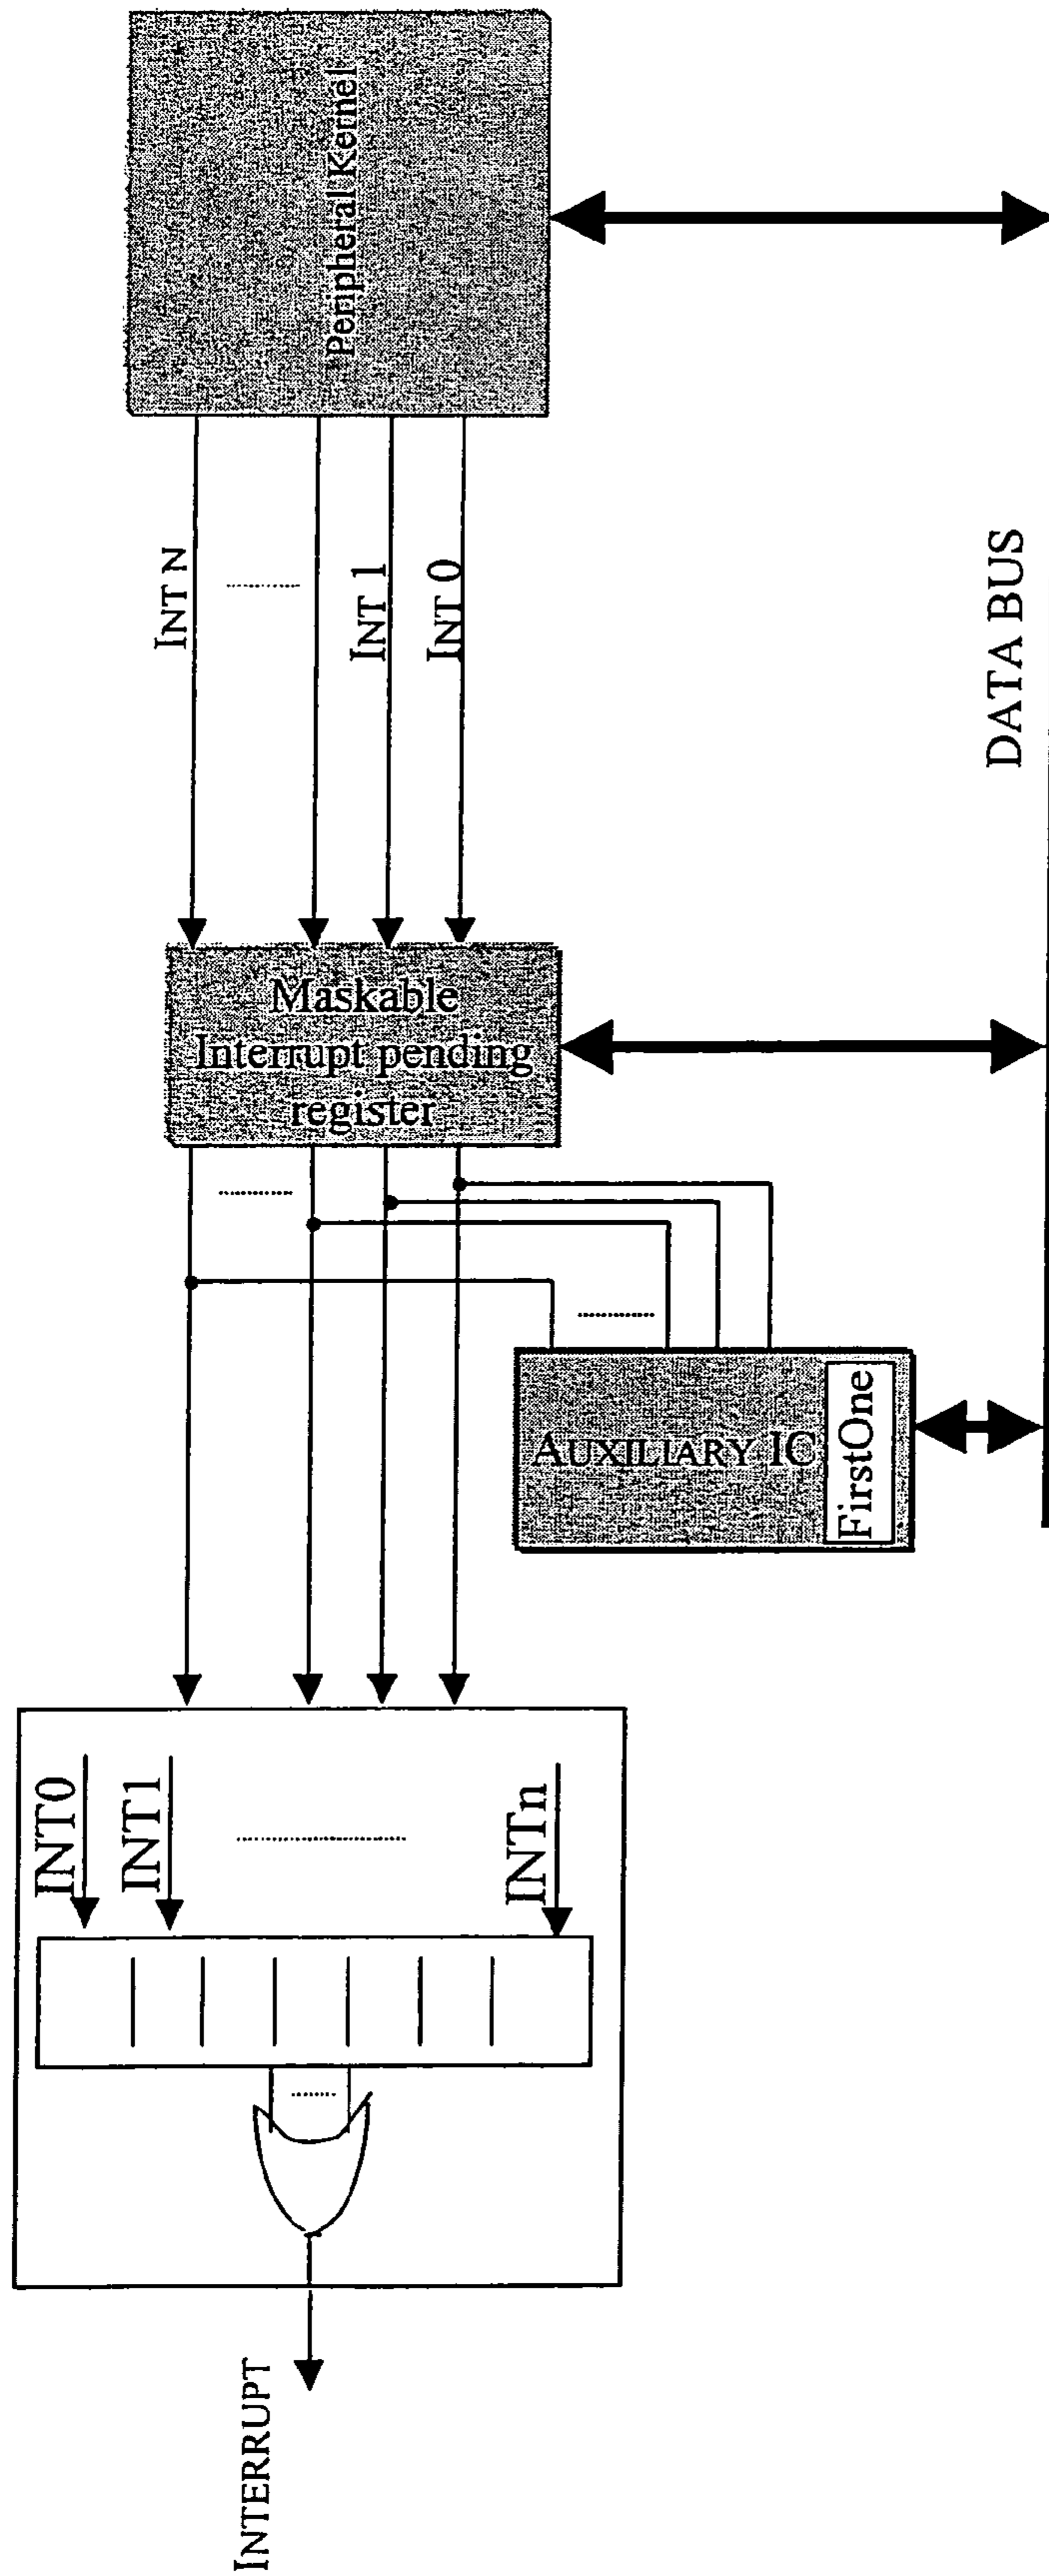 Peripheral Kernel
INT N
INT 1
INT 0
DATA BUS
Maskable
Interrupt pending
register
AUXILIARY IC
FirstOne
INT0
INT1
INTn
INTERRUPT